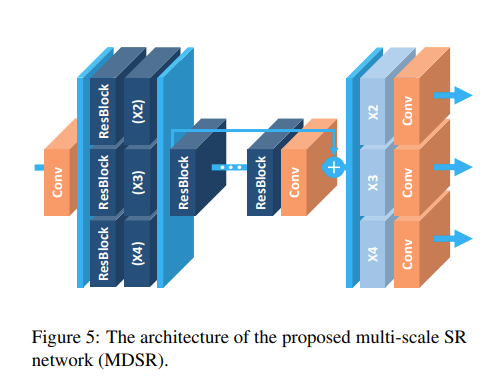 Conv
ResBlock
(X2)
ResBlock
(X3)
ResBlock
(X4)
ResBlock
ResBlock
Conv
X2
Conv
X3
Conv
X4
Conv
Figure 5: The architecture of the proposed multi-scale SR
network (MDSR).